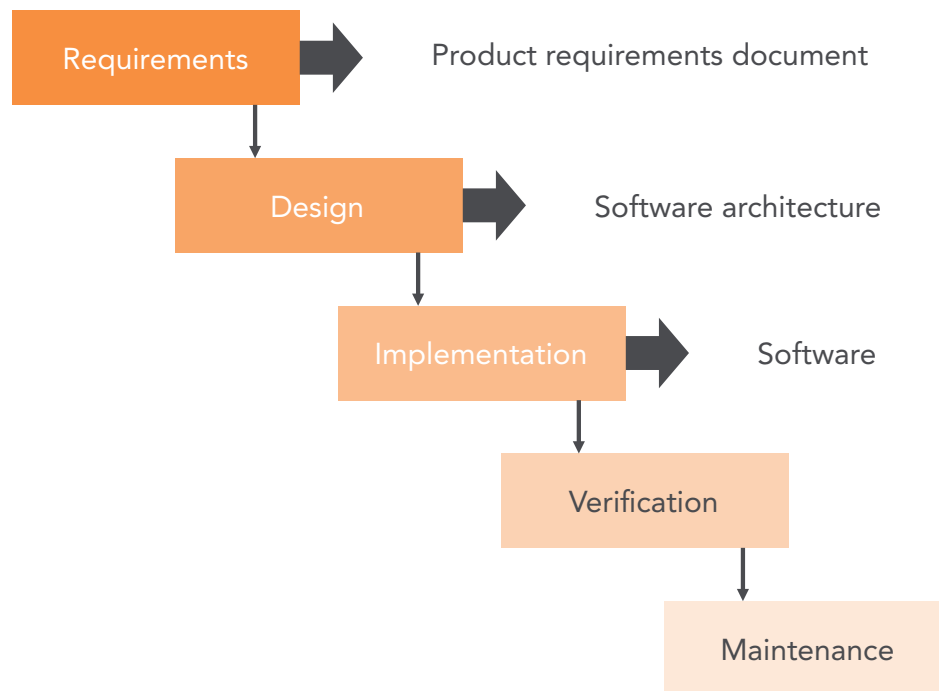 Requirements
Product requirements document
Design
Software architecture
Implementation
Software
Verification
Maintenance